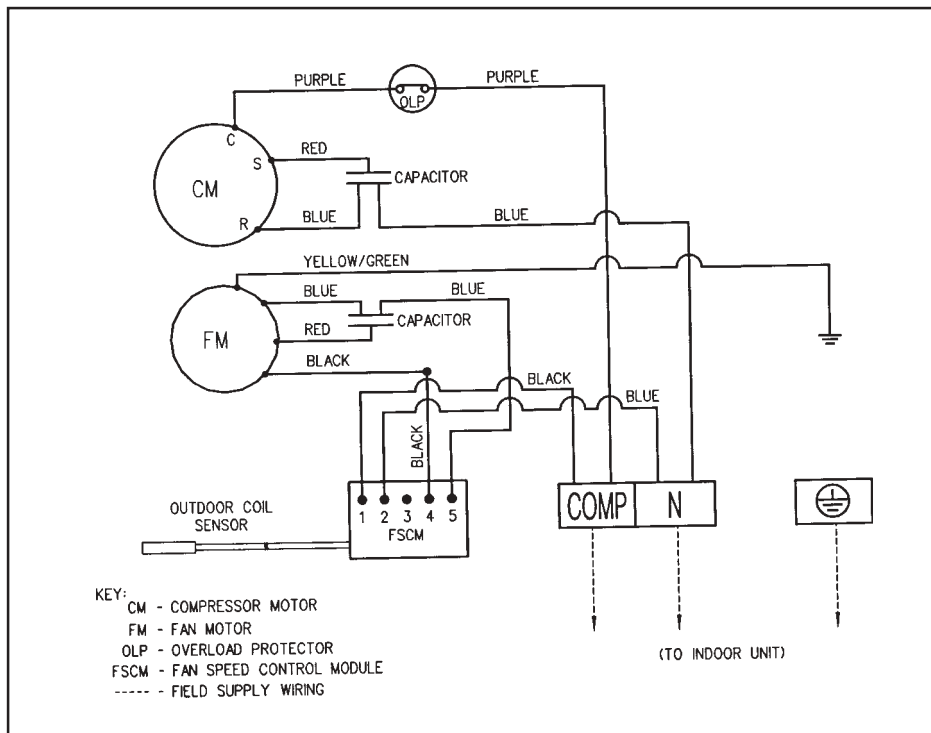 PURPLE
PURPLE
OLP
C
RED
S
CAPACITOR
CM
BLUE
BLUE
R
YELLOW/GREEN
BLUE
BLUE
CAPACITOR
FM
RED
BLACK
BLACK
BLUE
BLACK
COMP N
1 2 3 4 5
FSCM
OUTDOOR COIL
SENSOR
KEY:
CM - COMPRESSOR MOTOR
FM - FAN MOTOR
OLP - OVERLOAD PROTECTOR
FSCM - FAN SPEED CONTROL MODULE
----- - FIELD SUPPLY WIRING
(TO INDOOR UNIT)